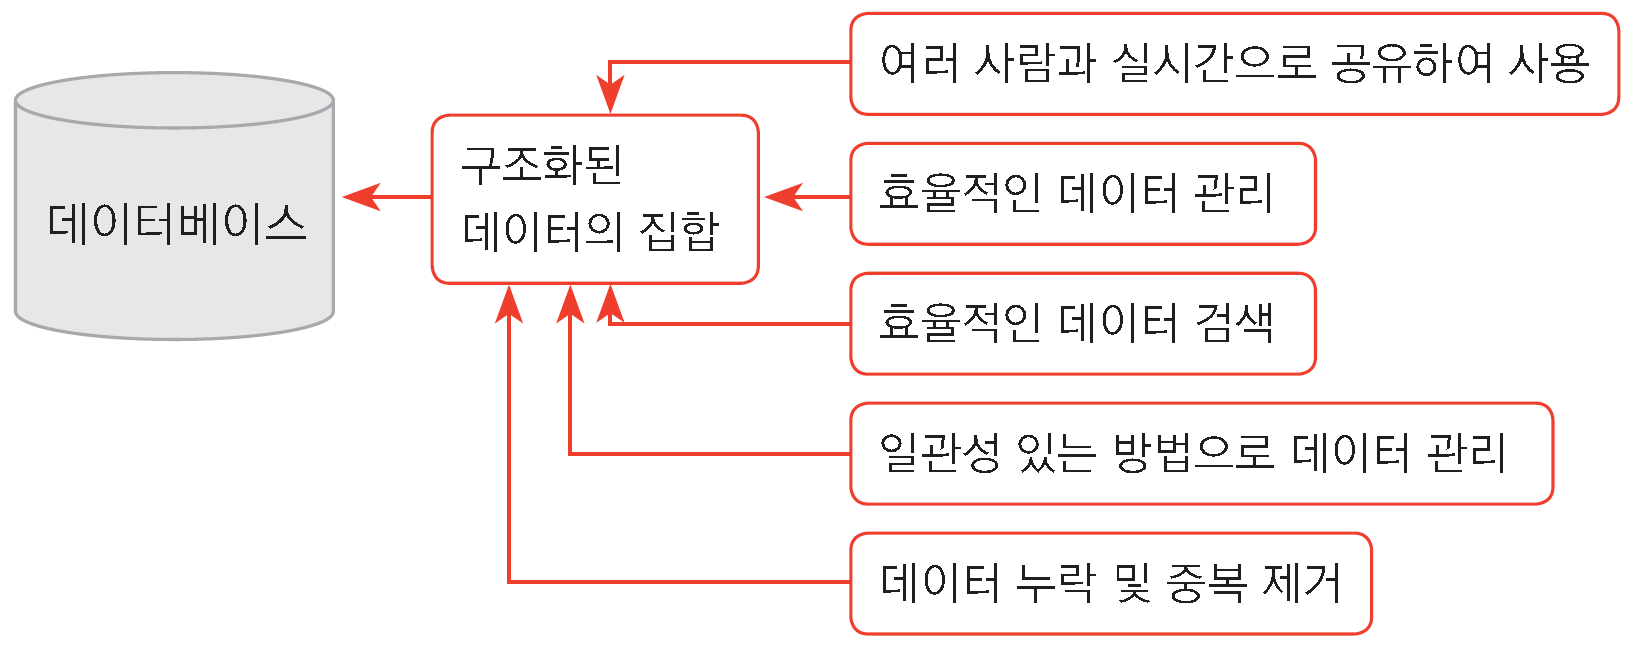 데이터베이스
구조화된
데이터의 집합
여러 사람과 실시간으로 공유하여 사용
효율적인 데이터 관리
효율적인 데이터 검색
일관성 있는 방법으로 데이터 관리
데이터 누락 및 중복 제거